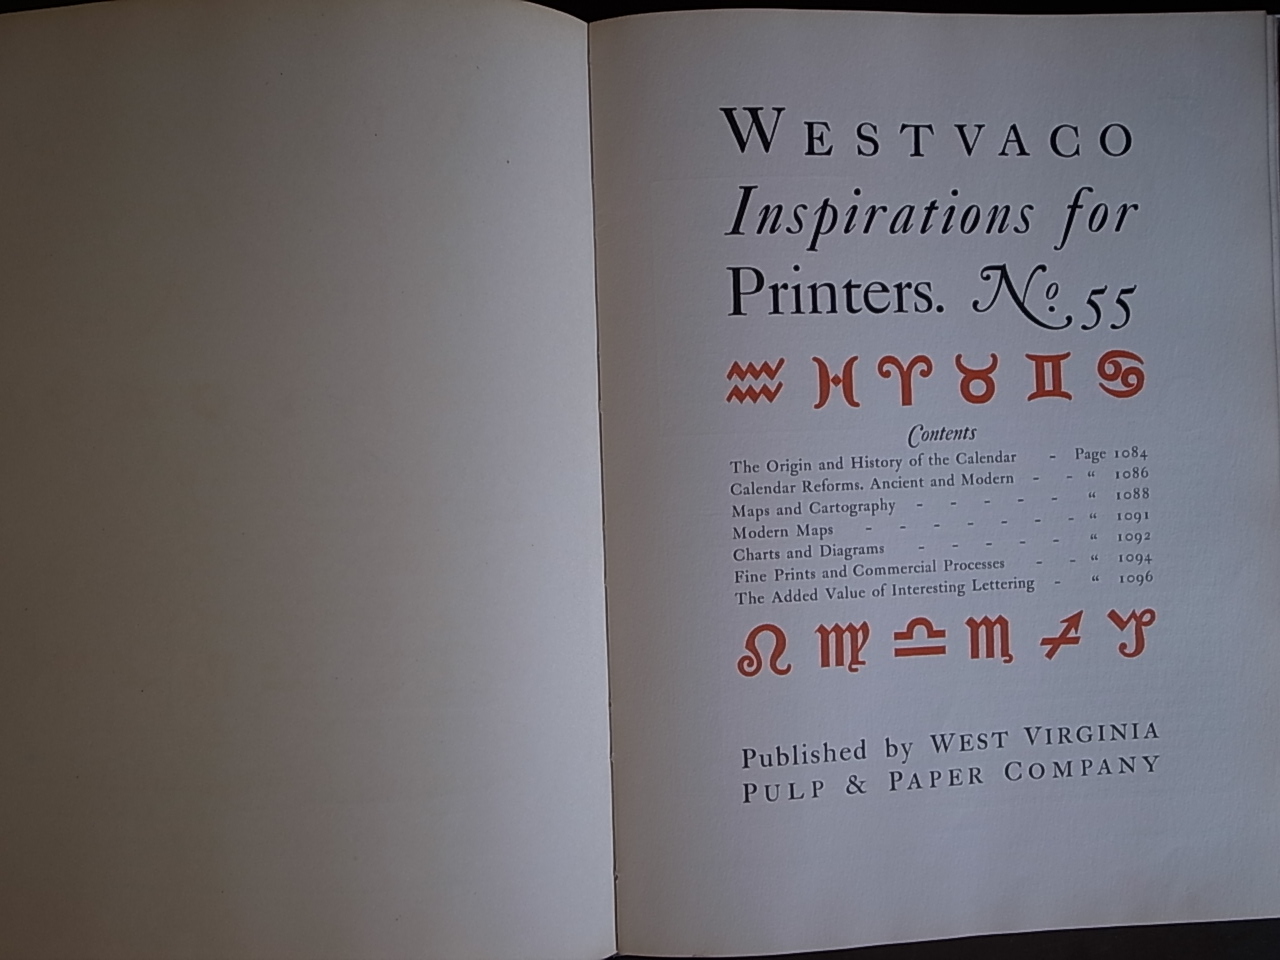 WESTVACO
Inspirations for
Printers. No. 55
♒ ♓ ♈ ♉ ♊ ♋
Contents
The Origin and History of the Calendar - Page 1084
Calendar Reforms. Ancient and Modern - - “ 1086
Maps and Cartography - - - - - “ 1088
Modern Maps - - - - - - - “ 1091
Charts and Diagrams - - - - - “ 1092
Fine Prints and Commercial Processes - - “ 1094
The Added Value of Interesting Lettering - “ 1096
♌ ♍ ♎ ♏ ♐ ♑
Published by WEST VIRGINIA
PULP & PAPER COMPANY